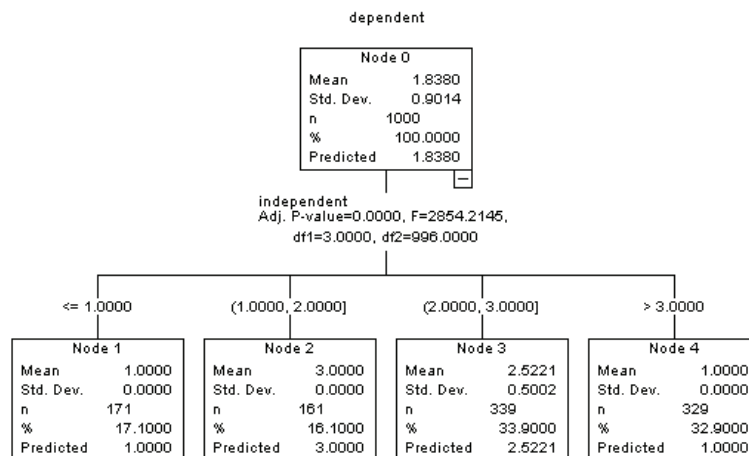 dependent
Node 0
Mean 1.8380
Std. Dev. 0.9014
n 1000
% 100.0000
Predicted 1.8380
independent
Adj. P-value=0.0000, F=2854.2145,
df1=3.0000, df2=996.0000
<= 1.0000
(1.0000, 2.0000]
(2.0000, 3.0000]
> 3.0000
Node 1
Mean 1.0000
Std. Dev. 0.0000
n 171
% 17.1000
Predicted 1.0000
Node 2
Mean 3.0000
Std. Dev. 0.0000
n 161
% 16.1000
Predicted 3.0000
Node 3
Mean 2.5221
Std. Dev. 0.5002
n 339
% 33.9000
Predicted 2.5221
Node 4
Mean 1.0000
Std. Dev. 0.0000
n 329
% 32.9000
Predicted 1.0000